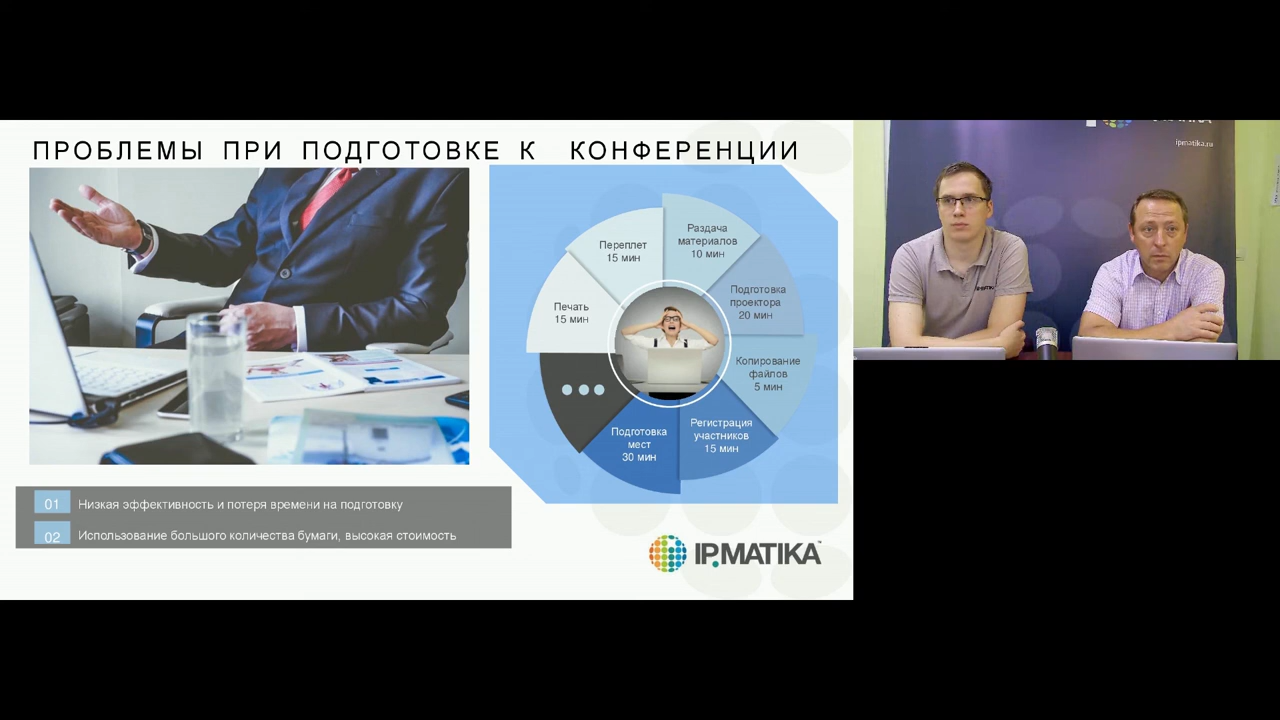 ПРОБЛЕМЫ ПРИ ПОДГОТОВКЕ К КОНФЕРЕНЦИИ
Раздача
материалов
10 мин
Переплет
15 мин
Подготовка
проектора
20 мин
Печать
15 мин
Копирование
файлов
5 мин
Регистрация
участников
15 мин
Подготовка
мест
30 мин
01 Низкая эффективность и потеря времени на подготовку
02 Использование большого количества бумаги, высокая стоимость
IPMATIKA™
ipmatika.ru
IPMATIKA